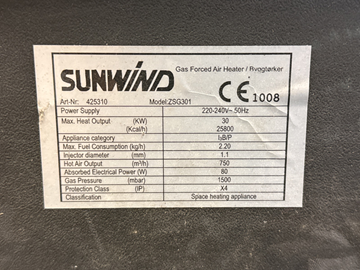 SUNWIND
Gas Forced Air Heater / Bvggtørker
CE 1008
Art-Nr: 425310 Model:ZSG301
Power Supply 220-240V~ 50Hz
Max. Heat Output (KW) 30
(Kcal/h) 25800
Appliance category I₃B/P
Max. Fuel Consumption (kg/h) 2.20
Injector diameter (mm) 1.1
Hot Air Output (m³/h) 750
Absorbed Electrical Power (W) 80
Gas Pressure (mbar) 1500
Protection Class (IP) X4
Classification Space heating appliance